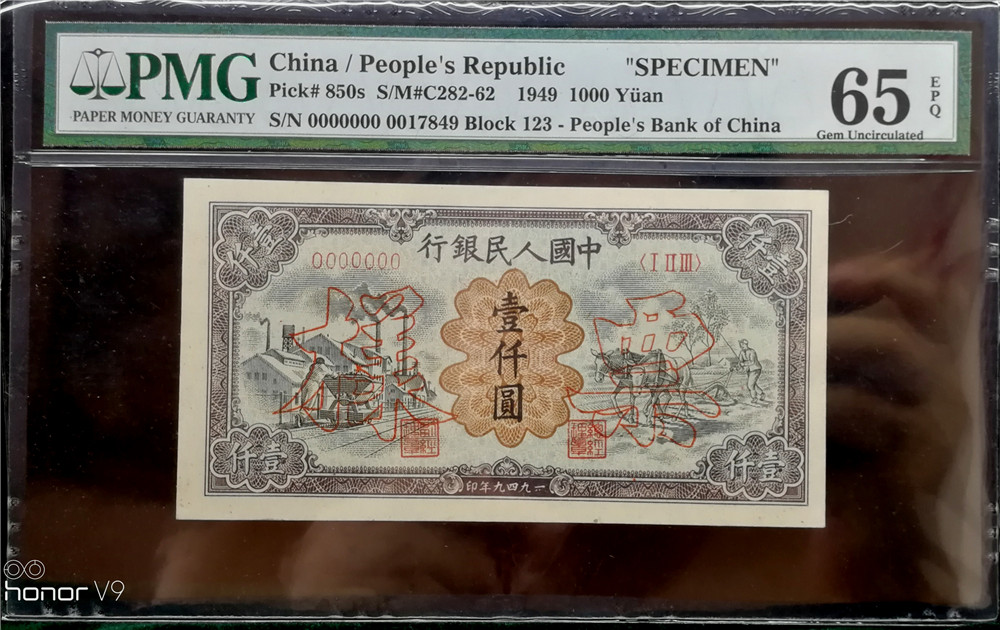 PMG
PAPER MONEY GUARANTY
China / People's Republic "SPECIMEN"
Pick# 850s S/M#C282-62 1949 1000 Yüan
S/N 0000000 0017849 Block 123 - People's Bank of China
65
EPQ
Gem Uncirculated
中國人民銀行
0000000
〈I II III〉
壹仟
壹仟
樣票
壹仟圓
壹仟
壹仟
一九四九年印
honor V9